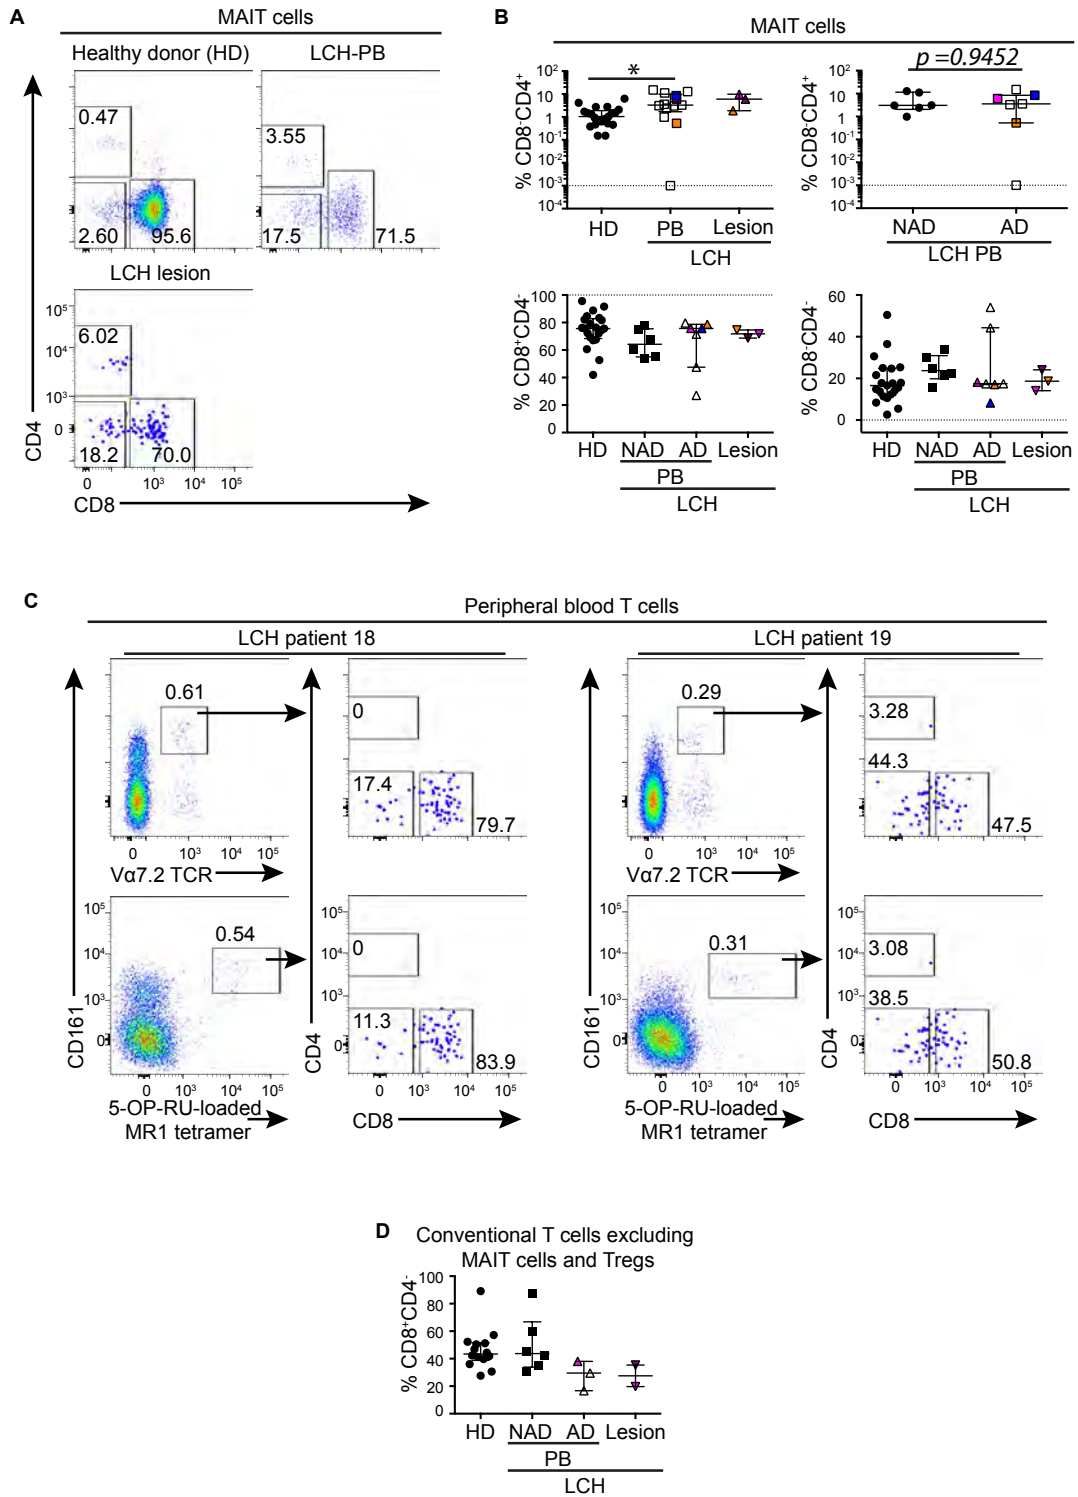 A
MAIT cells
Healthy donor (HD)
LCH-PB
0.47
2.60
95.6
3.55
17.5
71.5
LCH lesion
10⁵
10⁴
10³
0
6.02
18.2
70.0
0
10³
10⁴
10⁵
CD4
CD8
B
MAIT cells
% CD8⁻CD4⁺
10²
10
1
10⁻¹
10⁻²
10⁻³
10⁻⁴
*
HD
PB
Lesion
LCH
% CD8⁻CD4⁺
10²
10
1
10⁻¹
10⁻²
10⁻³
10⁻⁴
p =0.9452
NAD
AD
LCH PB
% CD8⁺CD4⁻
100
80
60
40
20
0
HD
NAD
AD
Lesion
PB
LCH
% CD8⁻CD4⁻
60
40
20
0
HD
NAD
AD
Lesion
PB
LCH
C
Peripheral blood T cells
LCH patient 18
LCH patient 19
0.61
0
10³
10⁴
10⁵
Vα7.2 TCR
0
17.4
79.7
0.29
0
10³
10⁴
10⁵
Vα7.2 TCR
3.28
44.3
47.5
CD161
10⁵
10⁴
10³
0
0.54
0
10³
10⁴
10⁵
5-OP-RU-loaded
MR1 tetramer
CD4
10⁵
10⁴
10³
0
0
11.3
83.9
0
10³
10⁴
10⁵
CD8
CD161
10⁵
10⁴
10³
0
0.31
0
10³
10⁴
10⁵
5-OP-RU-loaded
MR1 tetramer
CD4
10⁵
10⁴
10³
0
3.08
38.5
50.8
0
10³
10⁴
10⁵
CD8
D
Conventional T cells excluding
MAIT cells and Tregs
% CD8⁺CD4⁻
100
80
60
40
20
0
HD
NAD
AD
Lesion
PB
LCH